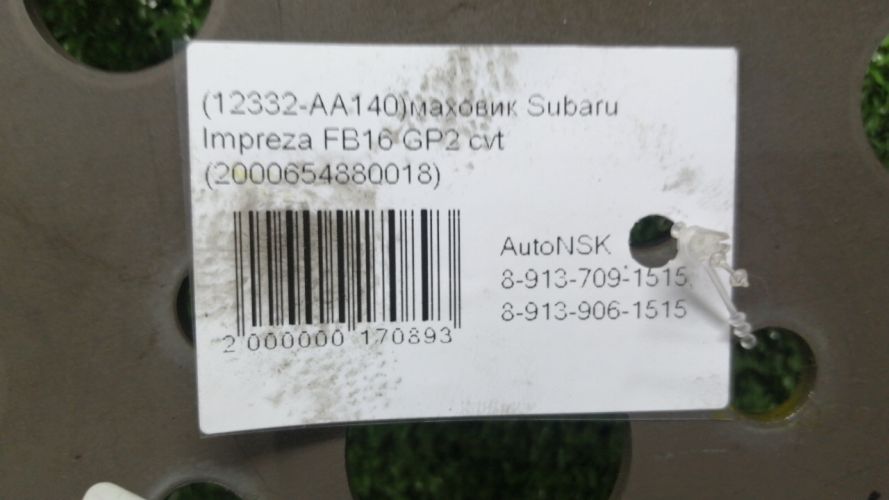 (12332-AA140)маховик Subaru
Impreza FB16 GP2 cvt
(2000654880018)
AutoNSK
8-913-709-1515,
8-913-906-1515
2 000000 170893